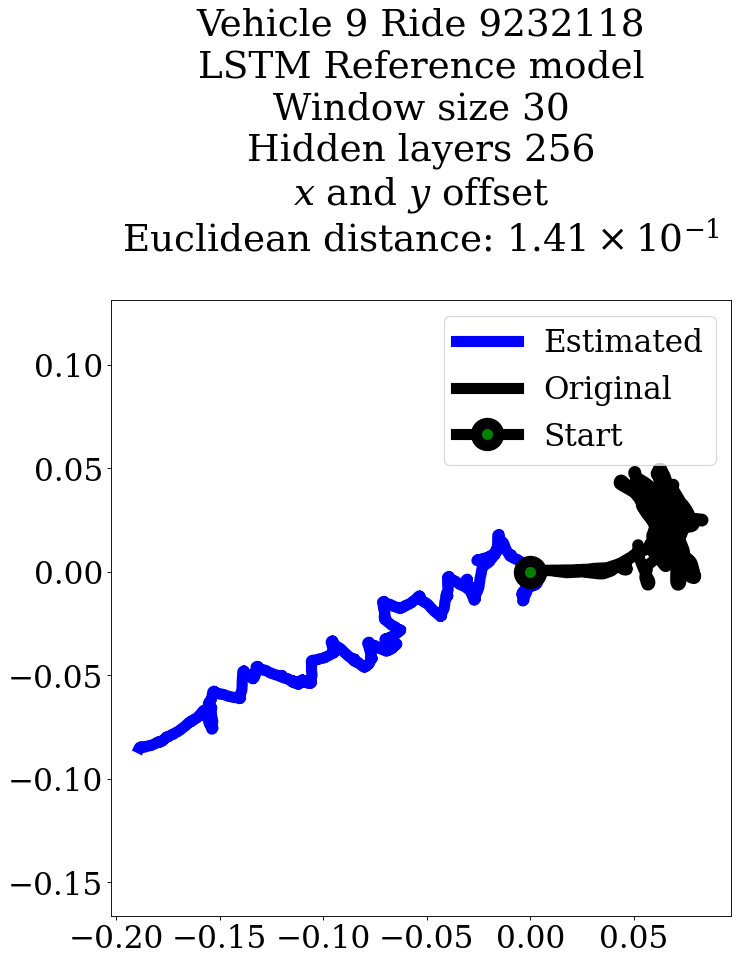 Vehicle 9 Ride 9232118
LSTM Reference model
Window size 30
Hidden layers 256
x and y offset
Euclidean distance: 1.41 × 10⁻¹
Estimated
Original
Start
0.10
0.05
0.00
−0.05
−0.10
−0.15
−0.20 −0.15 −0.10 −0.05 0.00 0.05